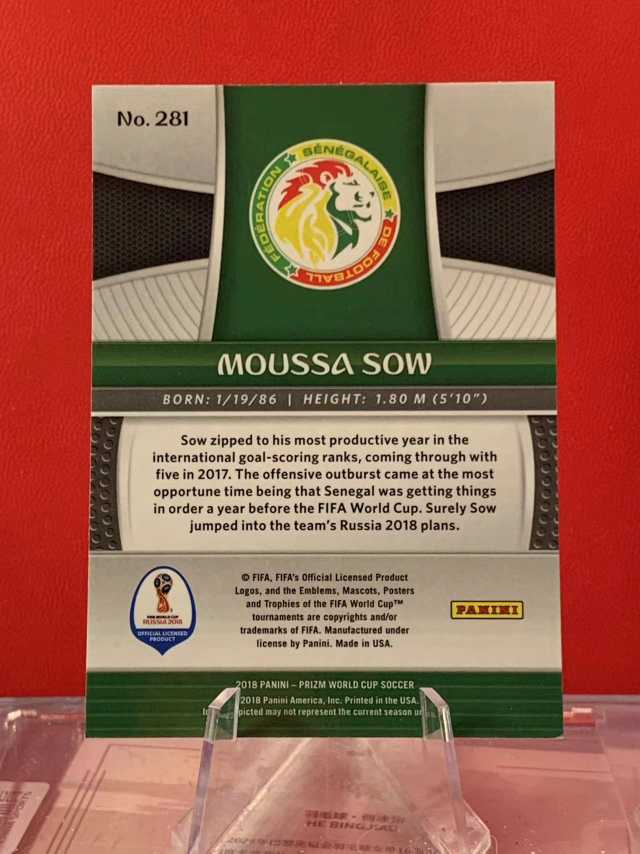 No. 281
FÉDÉRATION SÉNÉGALAISE DE FOOTBALL
MOUSSA SOW
BORN: 1/19/86 | HEIGHT: 1.80 M (5'10")
Sow zipped to his most productive year in the
international goal-scoring ranks, coming through with
five in 2017. The offensive outburst came at the most
opportune time being that Senegal was getting things
in order a year before the FIFA World Cup. Surely Sow
jumped into the team's Russia 2018 plans.
© FIFA, FIFA's Official Licensed Product
Logos, and the Emblems, Mascots, Posters
and Trophies of the FIFA World Cup™
tournaments are copyrights and/or
trademarks of FIFA. Manufactured under
license by Panini. Made in USA.
FIFA WORLD CUP
RUSSIA 2018
OFFICIAL LICENSED
PRODUCT
PANINI
2018 PANINI – PRIZM WORLD CUP SOCCER
2018 Panini America, Inc. Printed in the USA.
may not represent the current season
HE BINGJIAO